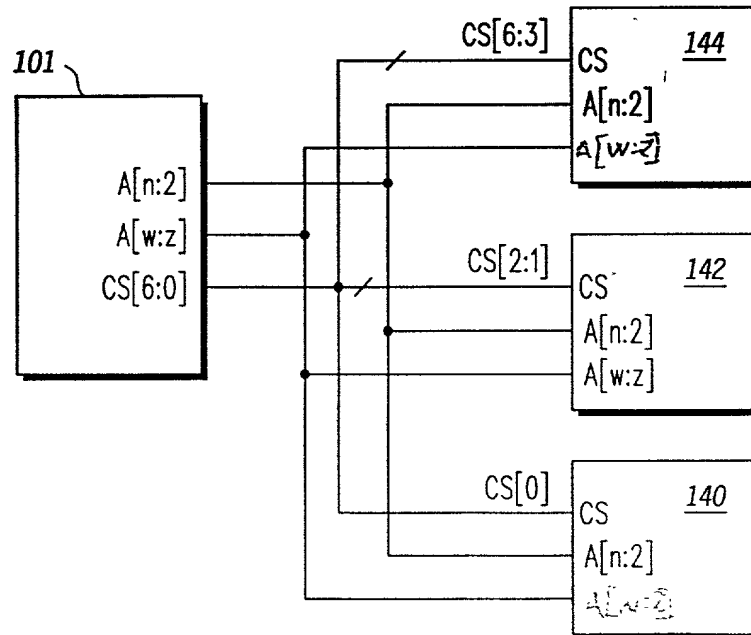 CS[6:3]
101
CS
144
A[n:2]
A[w:z]
A[n:2]
A[w:z]
CS[6:0]
CS[2:1]
CS
142
A[n:2]
A[w:z]
CS[0]
CS
140
A[n:2]
A[w:z]